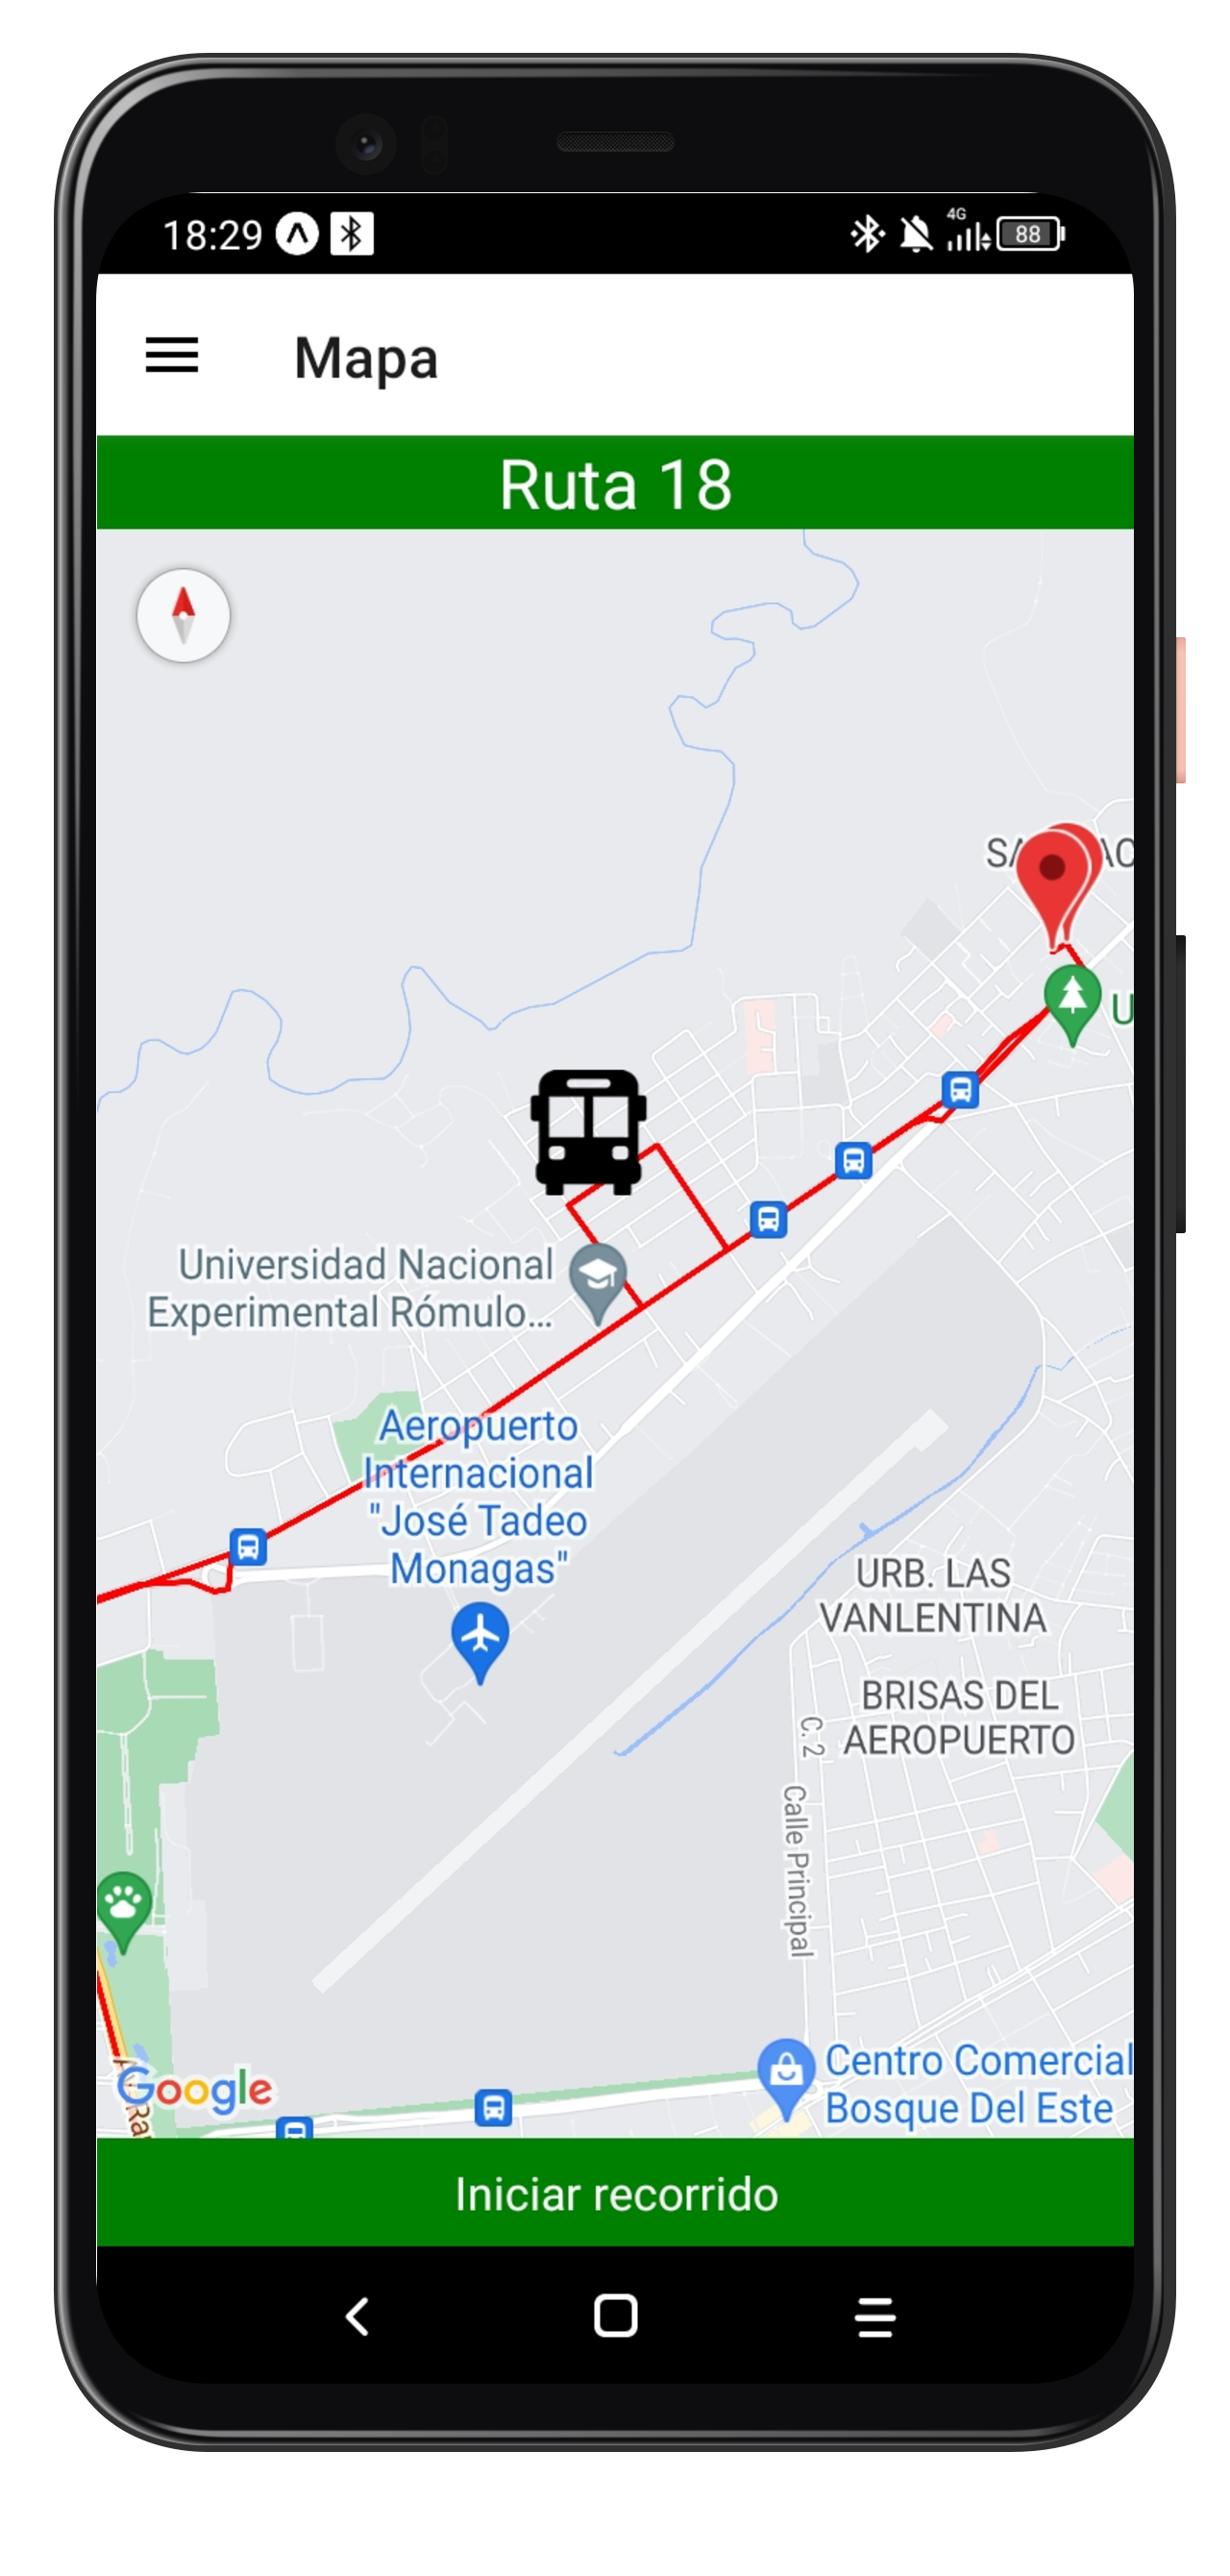 18:29
4G
88
Mapa
Ruta 18
U
Universidad Nacional
Experimental Rómulo...
Aeropuerto
Internacional
"José Tadeo
Monagas"
URB. LAS
VANLENTINA
BRISAS DEL
AEROPUERTO
C. 2
Calle Principal
Google
Centro Comercial
Bosque Del Este
Iniciar recorrido